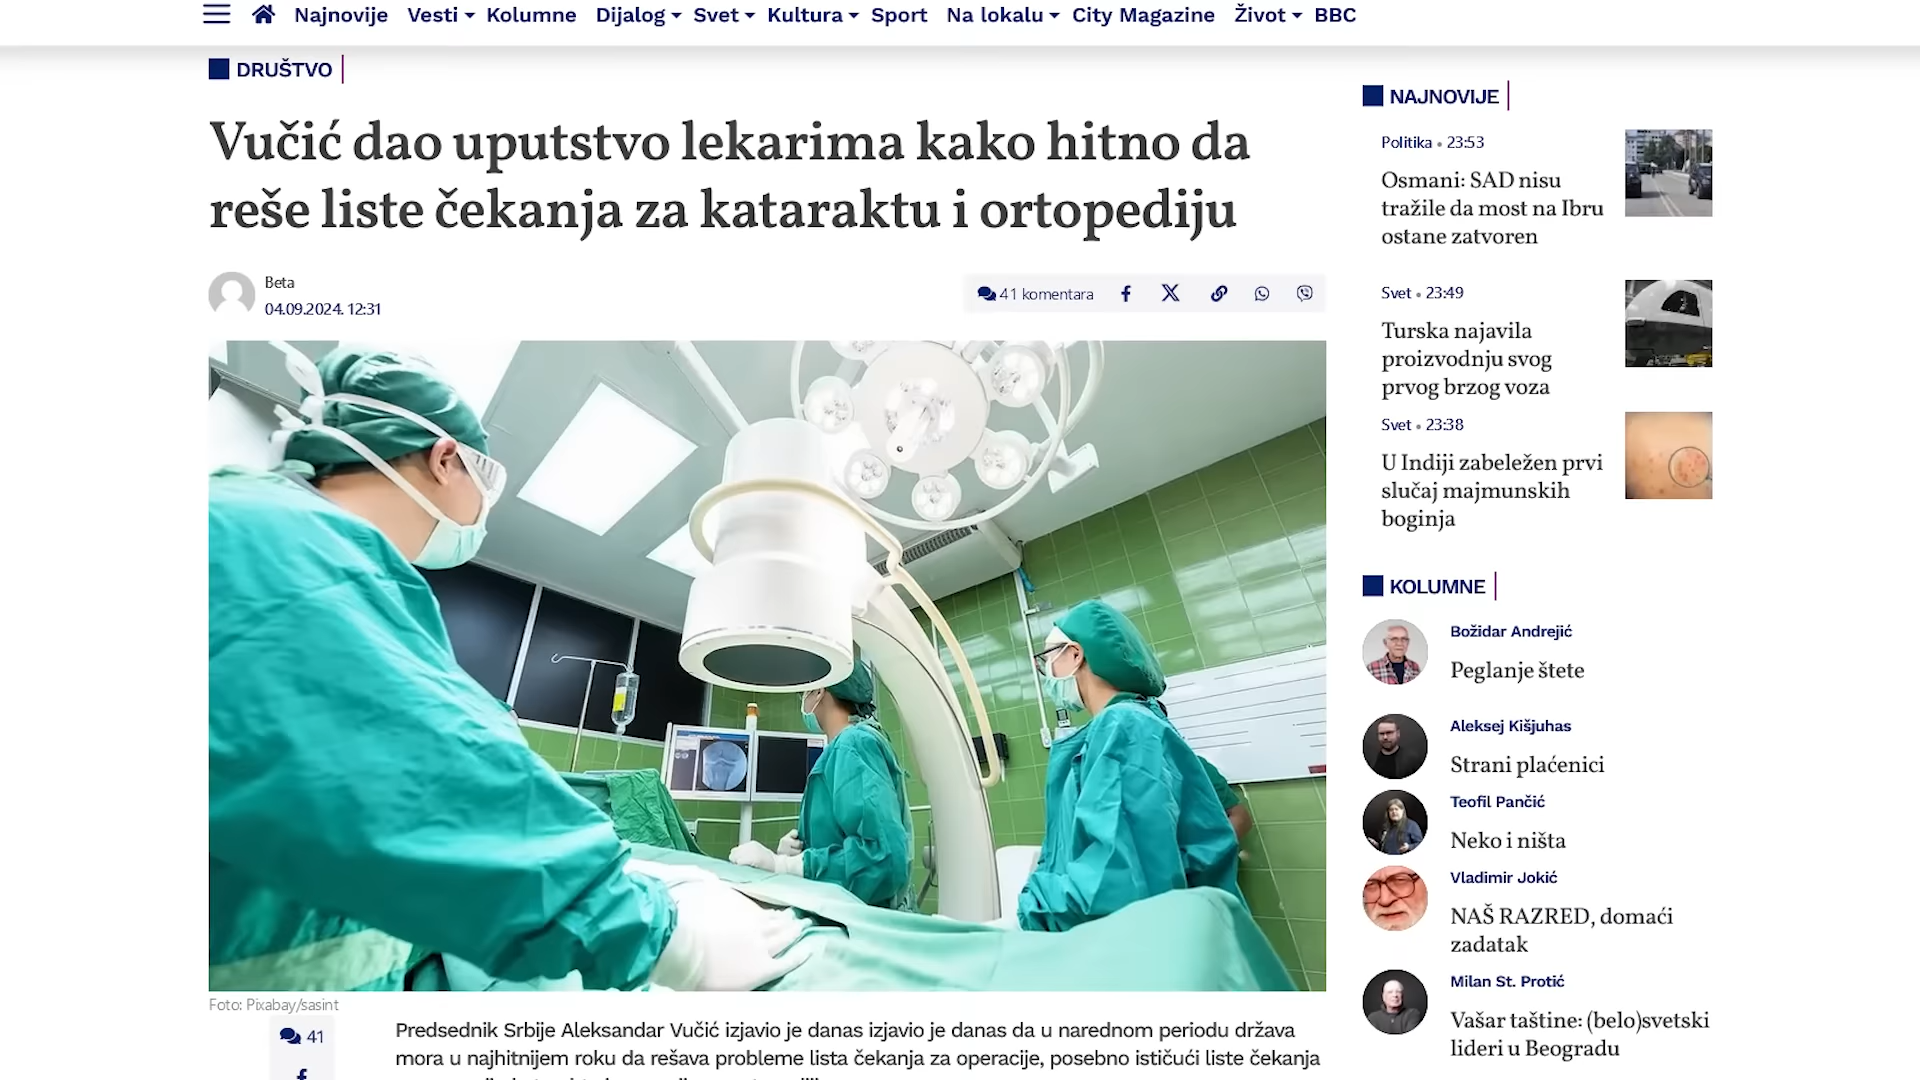 Najnovije Vesti Kolumne Dijalog Svet Kultura Sport Na lokalu City Magazine Život BBC
DRUŠTVO
Vučić dao uputstvo lekarima kako hitno da
reše liste čekanja za kataraktu i ortopediju
Beta
04.09.2024. 12:31
41 komentara
Foto: Pixabay/sasint
41
Predsednik Srbije Aleksandar Vučić izjavio je danas izjavio je danas da u narednom periodu država
mora u najhitnijem roku da rešava probleme lista čekanja za operacije, posebno ističući liste čekanja
NAJNOVIJE
Politika • 23:53
Osmani: SAD nisu
tražile da most na Ibru
ostane zatvoren
Svet • 23:49
Turska najavila
proizvodnju svog
prvog brzog voza
Svet • 23:38
U Indiji zabeležen prvi
slučaj majmunskih
boginja
KOLUMNE
Božidar Andrejić
Peglanje štete
Aleksej Kišjuhas
Strani plaćenici
Teofil Pančić
Neko i ništa
Vladimir Jokić
NAŠ RAZRED, domaći
zadatak
Milan St. Protić
Vašar taštine: (belo)svetski
lideri u Beogradu